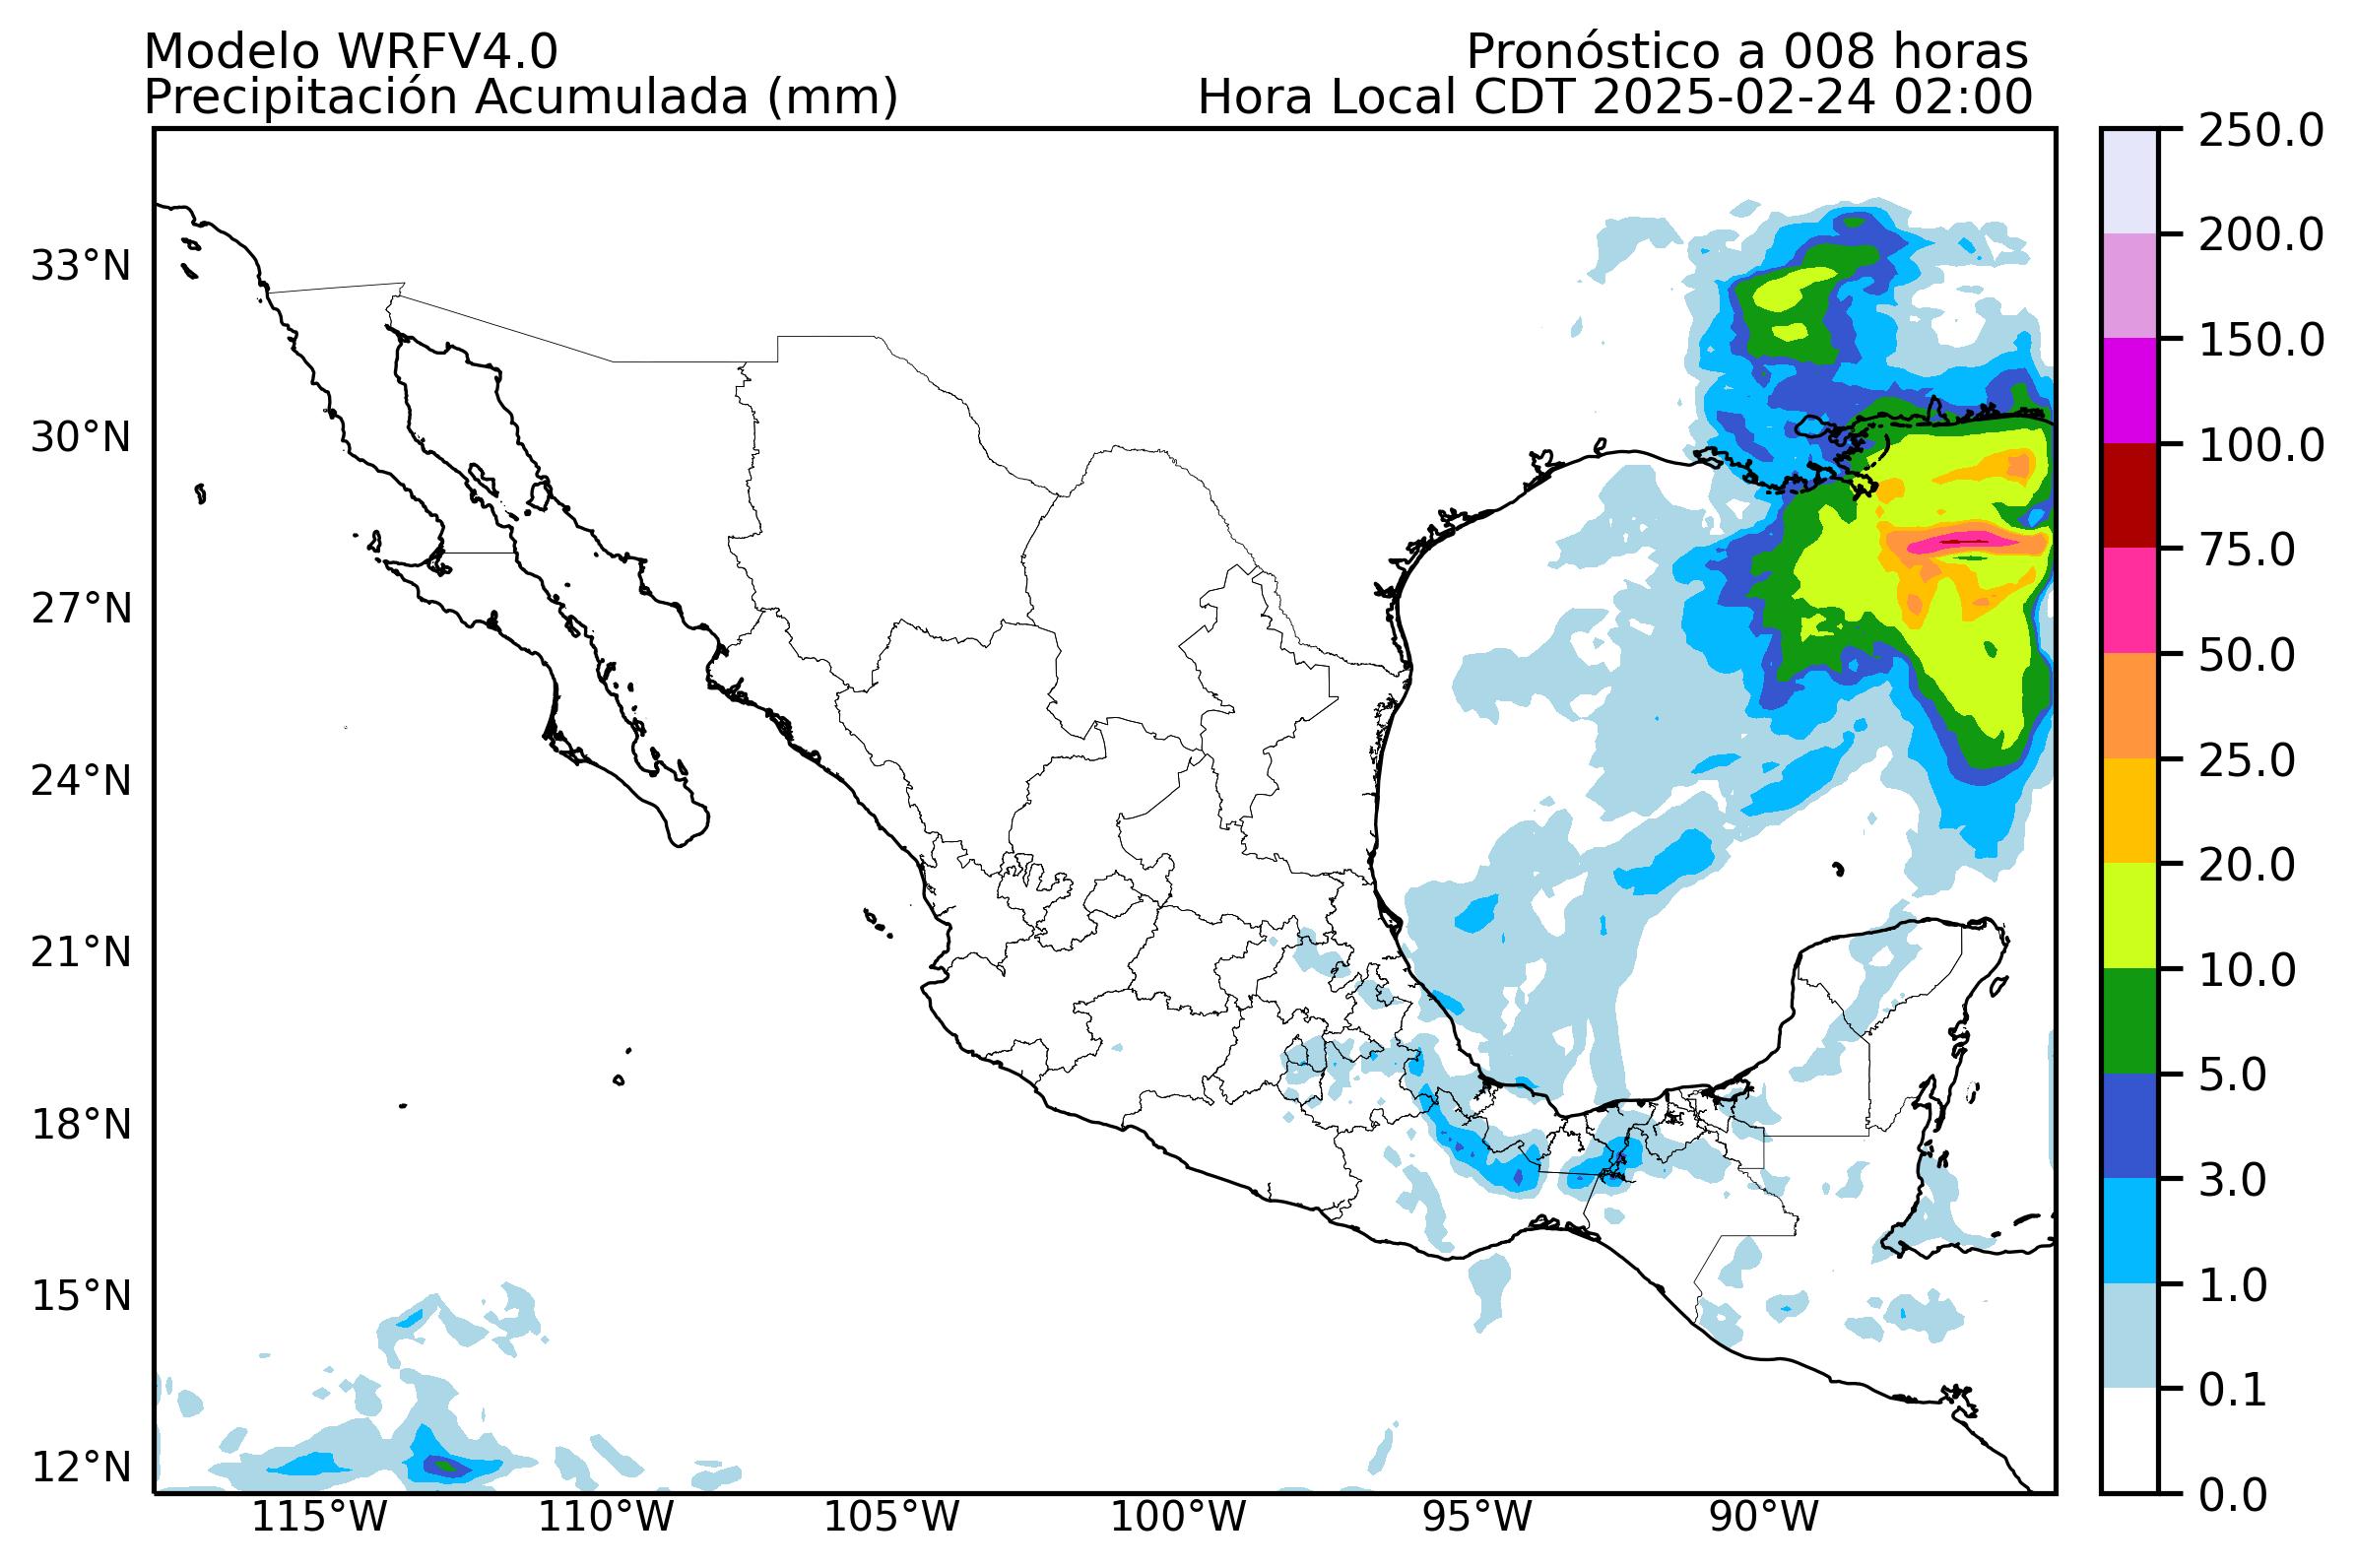 Modelo WRFV4.0
Pronóstico a 008 horas
Precipitación Acumulada (mm)
Hora Local CDT 2025-02-24 02:00
33°N
30°N
27°N
24°N
21°N
18°N
15°N
12°N
115°W
110°W
105°W
100°W
95°W
90°W
250.0
200.0
150.0
100.0
75.0
50.0
25.0
20.0
10.0
5.0
3.0
1.0
0.1
0.0